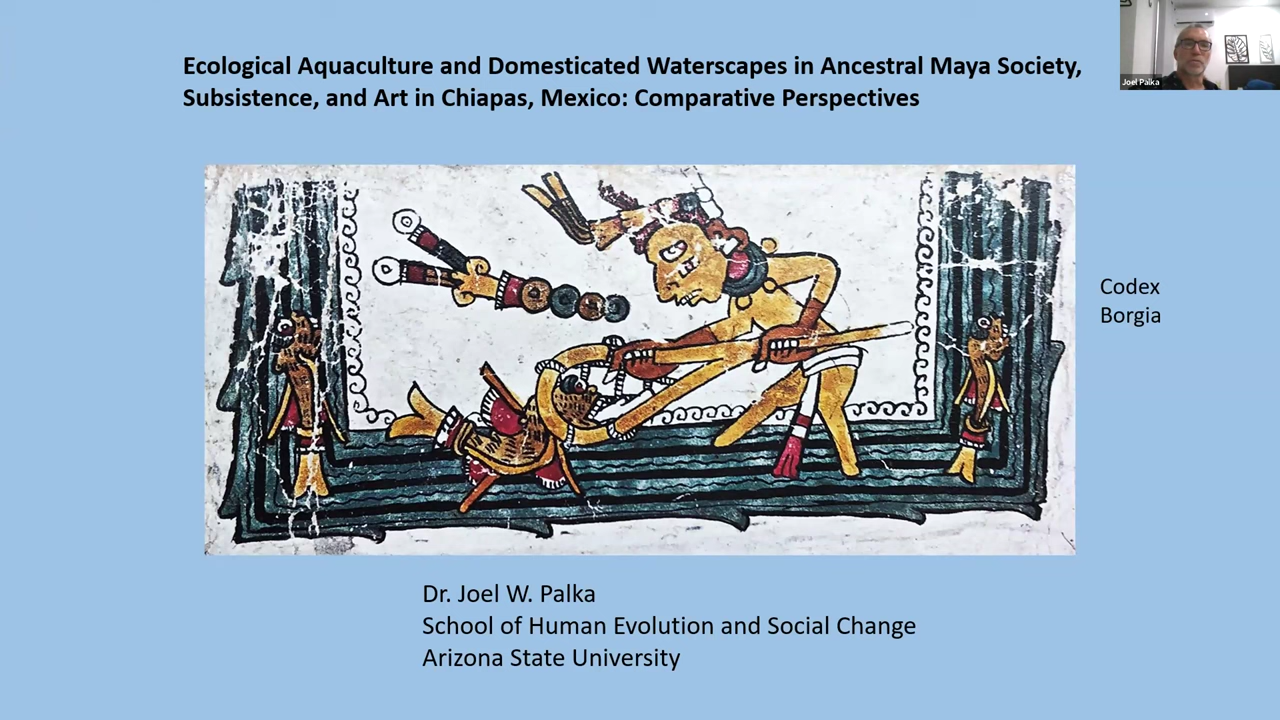 Ecological Aquaculture and Domesticated Waterscapes in Ancestral Maya Society,
Subsistence, and Art in Chiapas, Mexico: Comparative Perspectives
Joel Palka
Codex
Borgia
Dr. Joel W. Palka
School of Human Evolution and Social Change
Arizona State University